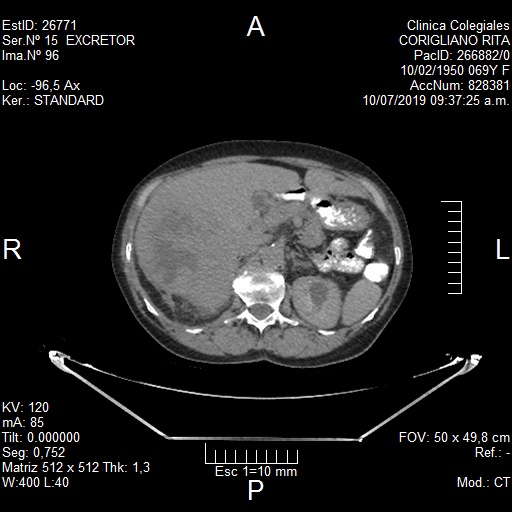 EstID: 26771
Ser.Nº 15 EXCRETOR
Ima.Nº 96
Loc: -96,5 Ax
Ker.: STANDARD
A
Clinica Colegiales
CORIGLIANO RITA
PacID: 266882/0
10/02/1950 069Y F
AccNum: 828381
10/07/2019 09:37:25 a.m.
R
L
KV: 120
mA: 85
Tilt: 0.000000
Seg: 0,752
Matriz 512 x 512 Thk: 1,3
W:400 L:40
Esc 1=10 mm
P
FOV: 50 x 49,8 cm
Ref.: -
Mod.: CT